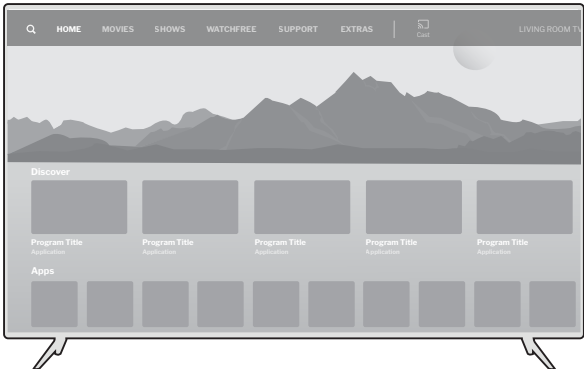 HOME MOVIES SHOWS WATCHFREE SUPPORT EXTRAS Cast LIVING ROOM TV
Discover
Program Title Program Title Program Title Program Title Program Title
Application Application Application Application Application
Apps